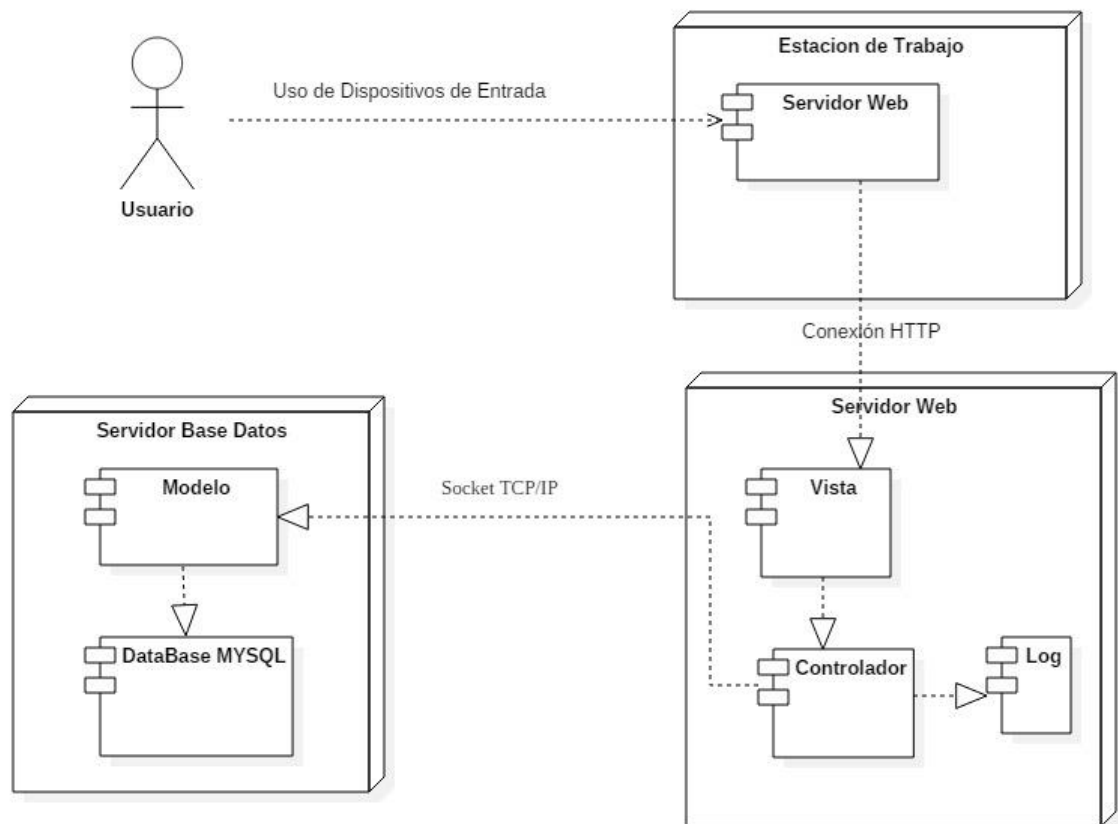 Estacion de Trabajo
Servidor Web
Uso de Dispositivos de Entrada
Usuario
Conexión HTTP
Servidor Web
Vista
Controlador
Log
Socket TCP/IP
Servidor Base Datos
Modelo
DataBase MYSQL